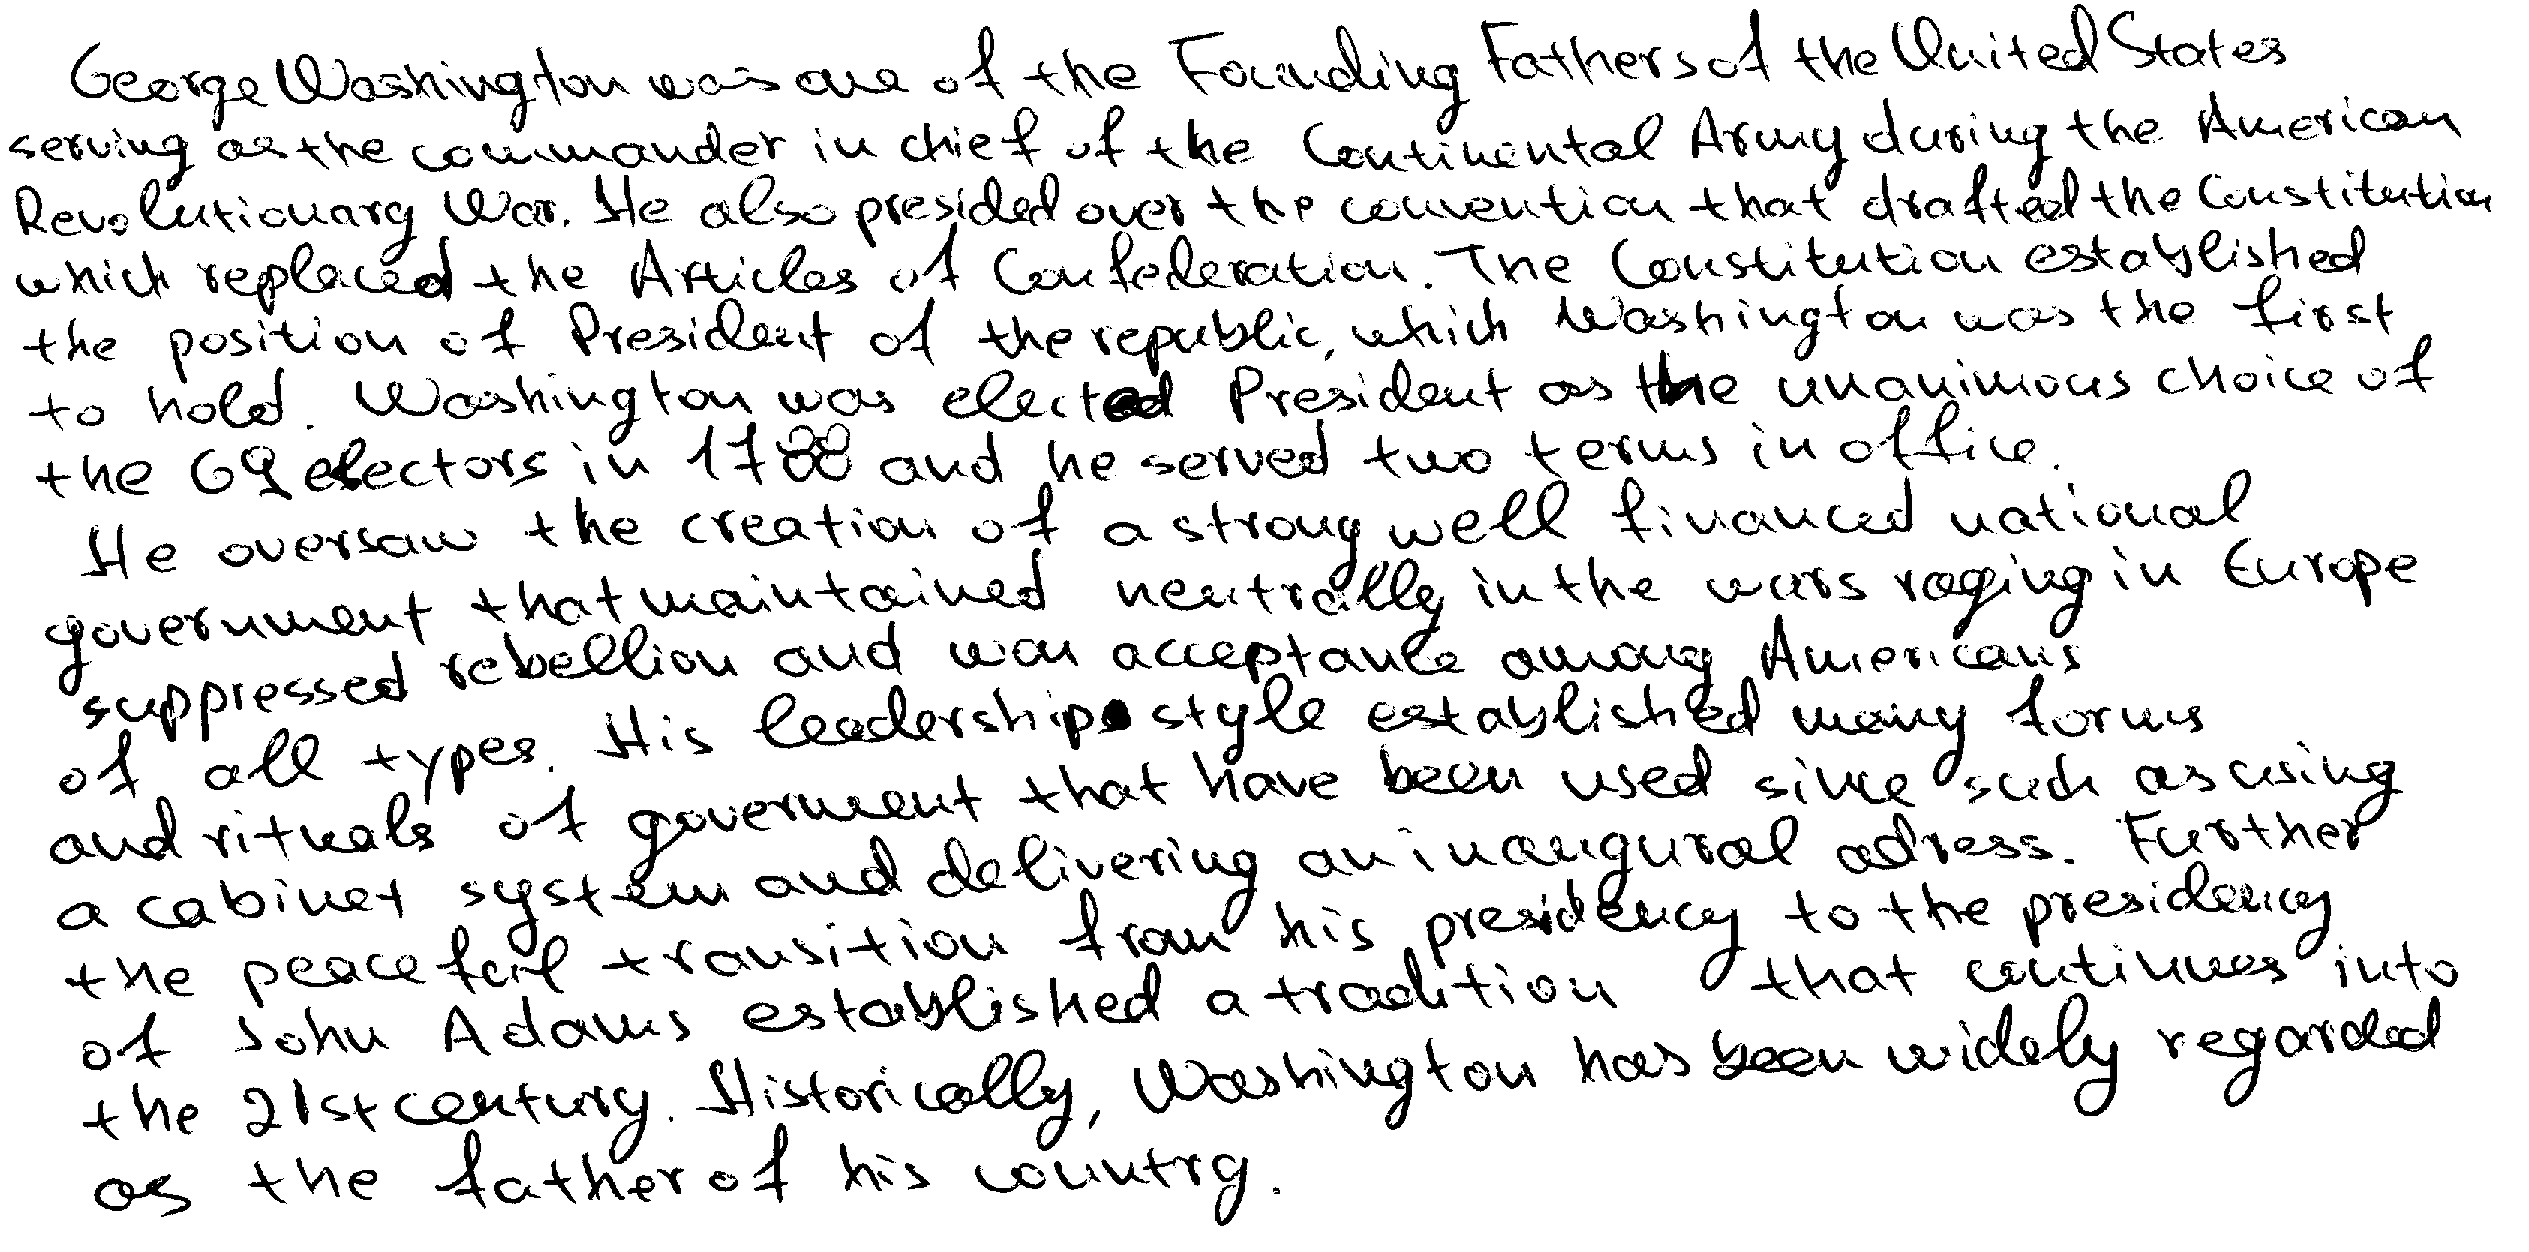 George Washington was one of the Founding Fathers of the United States
serving as the commander in chief of the Continental Army during the American
Revolutionary War. He also presided over the convention that drafted the Constitution
which replaced the Articles of Confederation. The Constitution established
the position of President of the republic, which Washington was the first
to hold. Washington was elected President as the unanimous choice of
the 69 electors in 1788 and he served two terms in office.
He oversaw the creation of a strong well financed national
government that maintained neutrally in the wars raging in Europe
suppressed rebellion and won acceptance among Americans
of all types. His leadership style established many forms
and rituals of goverment that have been used since such as using
a cabinet system and delivering an inaugural adress. Further
the peaceful transition from his presidency to the presidency
of John Adams established a tradition that continues into
the 21st century. Historically, Washington has been widely regarded
as the father of his country.